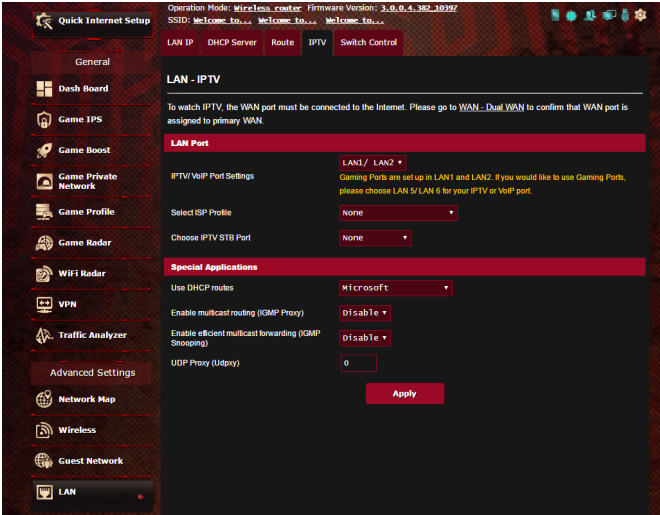 Quick Internet Setup
Operation Mode: Wireless router Firmware Version: 3.0.0.4.382_10397
SSID: Welcome to... Welcome to... Welcome to...
LAN IP DHCP Server Route IPTV Switch Control
General
Dash Board
Game IPS
Game Boost
Game Private
Network
Game Profile
Game Radar
WiFi Radar
VPN
Traffic Analyzer
Advanced Settings
Network Map
Wireless
Guest Network
LAN
LAN - IPTV
To watch IPTV, the WAN port must be connected to the Internet. Please go to WAN - Dual WAN to confirm that WAN port is
assigned to primary WAN.
LAN Port
IPTV/ VoIP Port Settings LAN1/ LAN2
Gaming Ports are set up in LAN1 and LAN2. If you would like to use Gaming Ports,
please choose LAN 5/ LAN 6 for your IPTV or VoIP port.
Select ISP Profile None
Choose IPTV STB Port None
Special Applications
Use DHCP routes Microsoft
Enable multicast routing (IGMP Proxy) Disable
Enable efficient multicast forwarding (IGMP
Snooping) Disable
UDP Proxy (Udpxy) 0
Apply